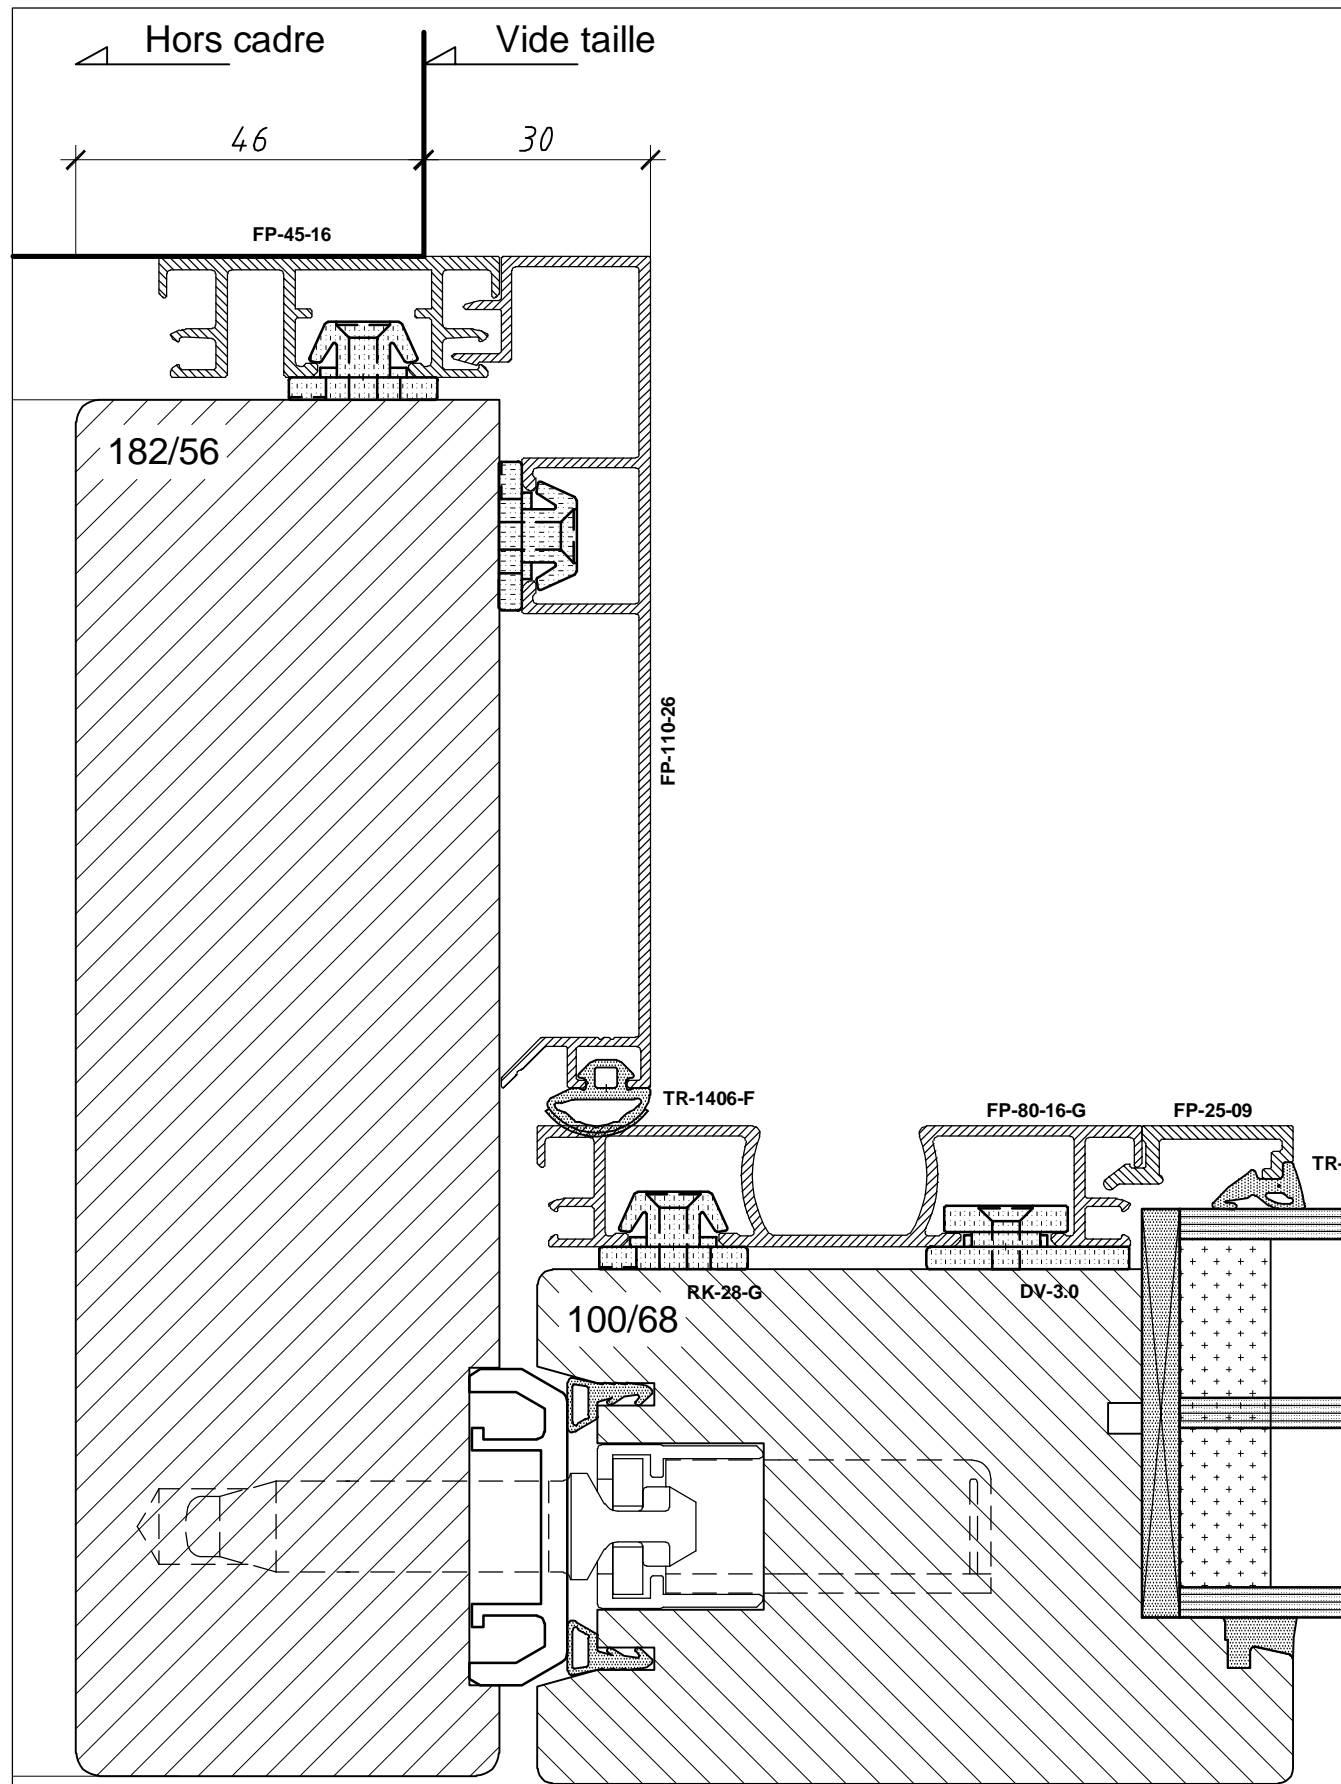 Hors cadre
Vide taille
46
30
FP-45-16
182/56
FP-110-26
TR-1406-F
FP-80-16-G
FP-25-09
TR-
RK-28-G
DV-3.0
100/68